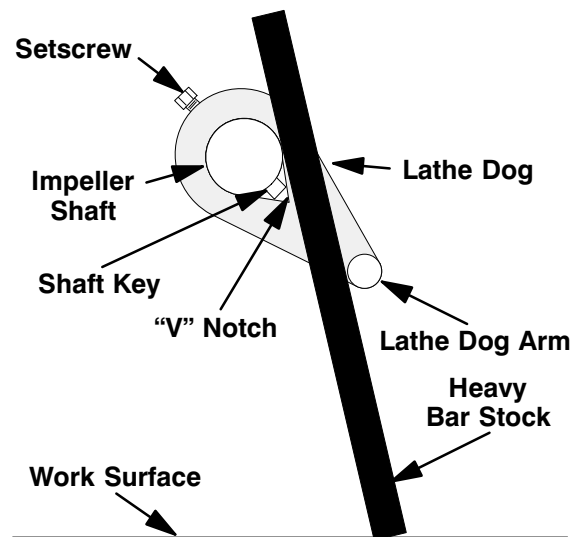 Setscrew
Impeller
Shaft
Lathe Dog
Shaft Key
“V” Notch
Lathe Dog Arm
Heavy
Bar Stock
Work Surface